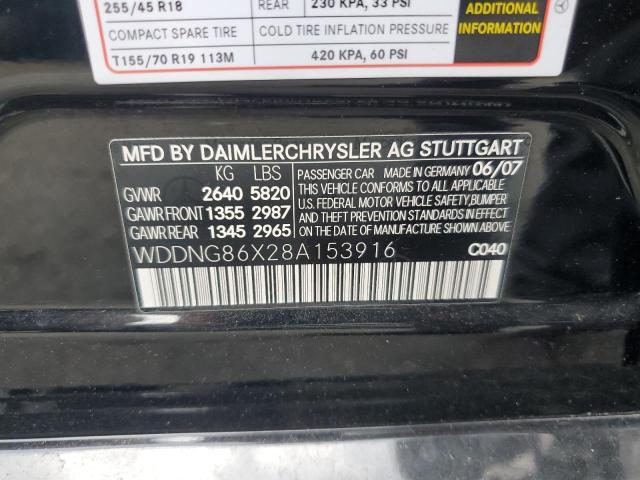 255/45 R18 REAR 230 KPA, 33 PSI
COMPACT SPARE TIRE COLD TIRE INFLATION PRESSURE
T155/70 R19 113M 420 KPA, 60 PSI
ADDITIONAL
INFORMATION
MFD BY DAIMLERCHRYSLER AG STUTTGART
KG LBS
GVWR 2640 5820
GAWR FRONT 1355 2987
GAWR REAR 1345 2965
PASSENGER CAR MADE IN GERMANY 06/07
THIS VEHICLE CONFORMS TO ALL APPLICABLE
U.S. FEDERAL MOTOR VEHICLE SAFETY, BUMPER
AND THEFT PREVENTION STANDARDS IN EFFECT
ON THE DATE OF MANUFACTURE SHOWN ABOVE.
WDDNG86X28A153916 C040